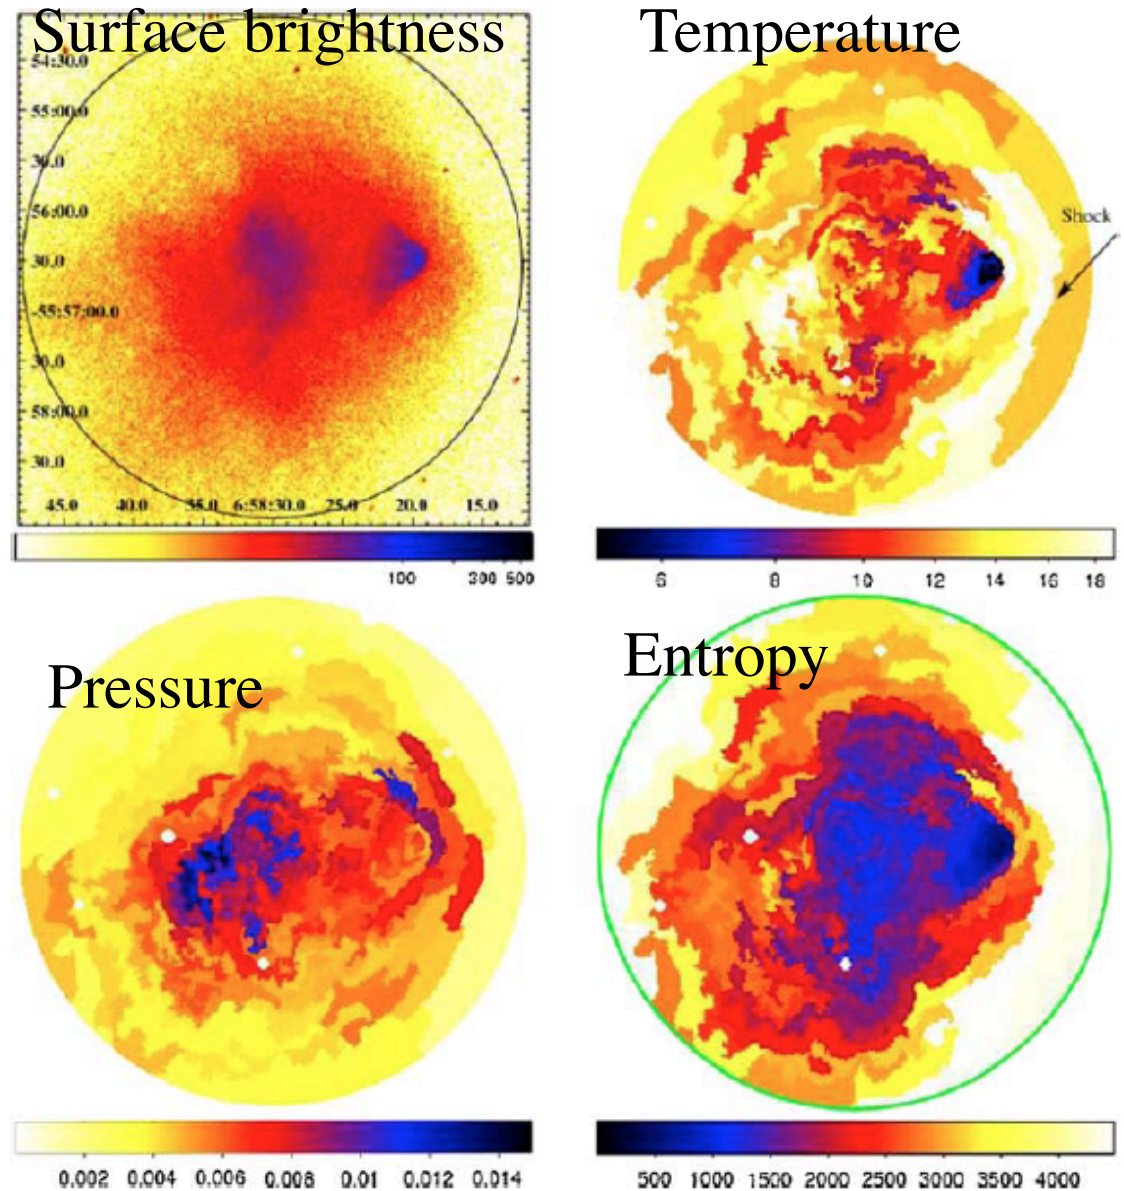 Surface brightness
54:30.0
55:00.0
30.0
56:00.0
30.0
-55:57:00.0
30.0
58:00.0
30.0
45.0 40.0 35.0 6:58:30.0 25.0 20.0 15.0
100 300 500
Temperature
Shock
6 8 10 12 14 16 18
Pressure
0.002 0.004 0.006 0.008 0.01 0.012 0.014
Entropy
500 1000 1500 2000 2500 3000 3500 4000